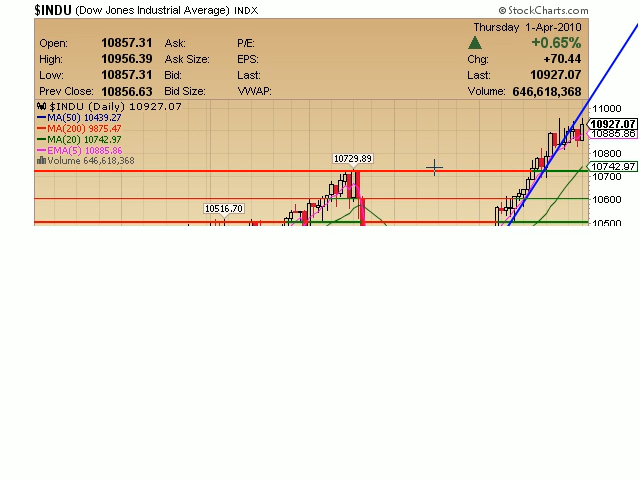 $INDU (Dow Jones Industrial Average) INDX © StockCharts.com
Thursday 1-Apr-2010
Open: 10857.31 Ask: P/E: +0.65%
High: 10956.39 Ask Size: EPS: Chg: +70.44
Low: 10857.31 Bid: Last: Last: 10927.07
Prev Close: 10856.63 Bid Size: VWAP: Volume: 646,618,368
$INDU (Daily) 10927.07
MA(50) 10439.27
MA(200) 9875.47
MA(20) 10742.97
EMA(5) 10885.86
Volume 646,618,368
11000
10927.07
10885.86
10800
10729.89
10742.97
10700
10600
10516.70
10500